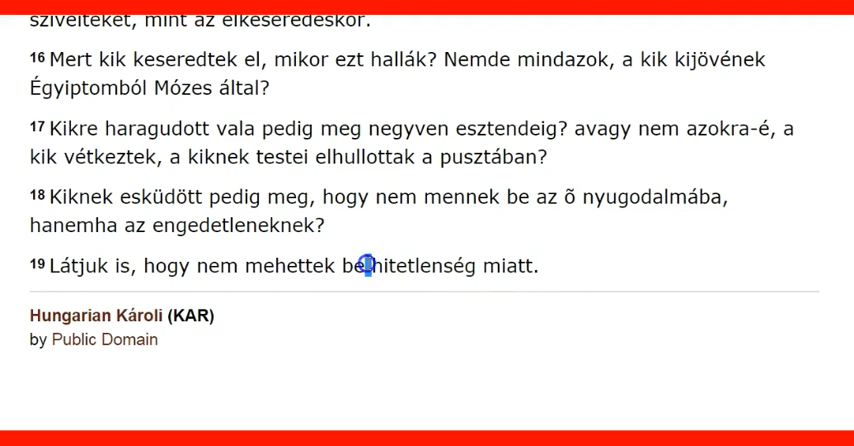 szíveiteket, mint az elkeseredéskor.
16 Mert kik keseredtek el, mikor ezt hallák? Nemde mindazok, a kik kijövének
Égyiptomból Mózes által?
17 Kikre haragudott vala pedig meg negyven esztendeig? avagy nem azokra-é, a
kik vétkeztek, a kiknek testei elhullottak a pusztában?
18 Kiknek esküdött pedig meg, hogy nem mennek be az õ nyugodalmába,
hanemha az engedetleneknek?
19 Látjuk is, hogy nem mehettek be hitetlenség miatt.
Hungarian Károli (KAR)
by Public Domain